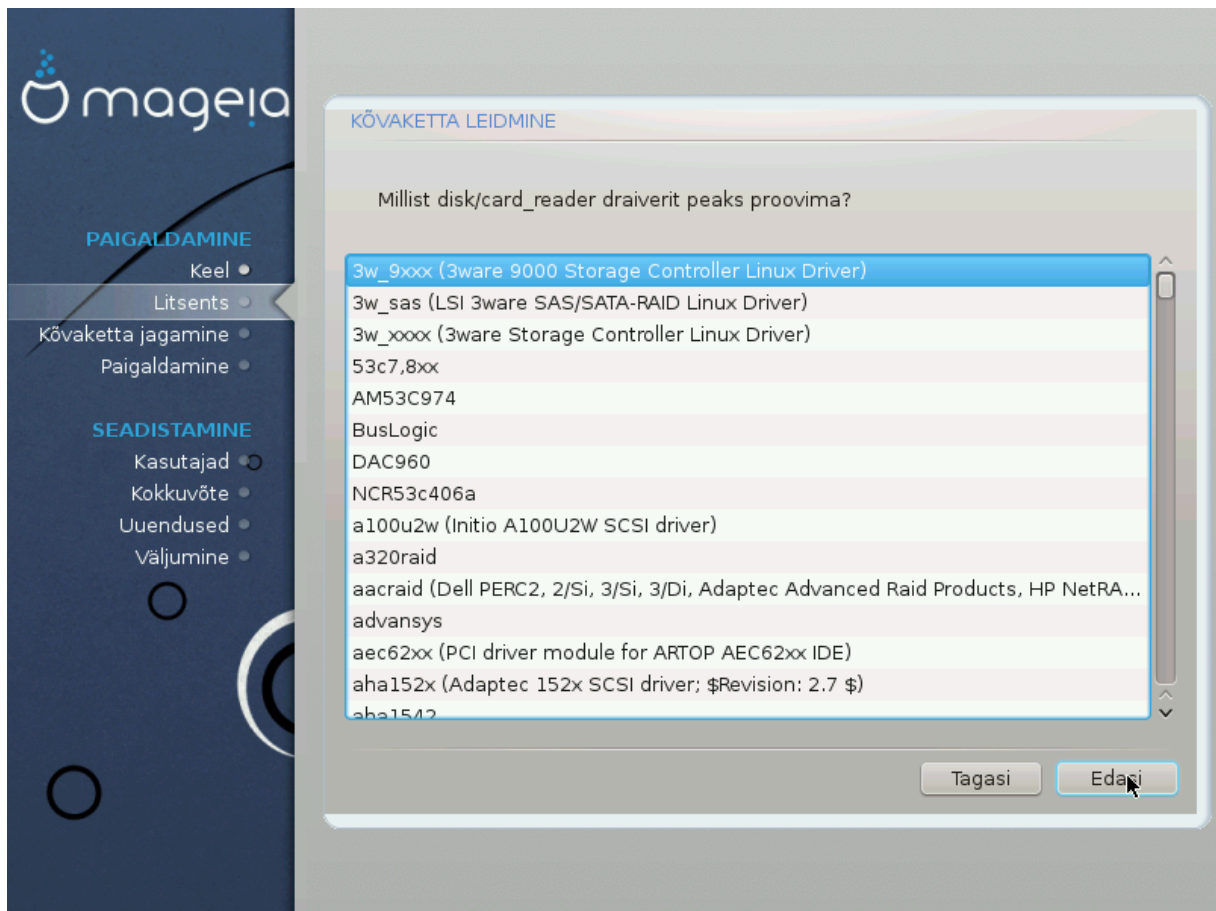 mageia
PAIGALDAMINE
Keel
Litsents
Kõvaketta jagamine
Paigaldamine
SEADISTAMINE
Kasutajad
Kokkuvõte
Uuendused
Väljumine
KÕVAKETTA LEIDMINE
Millist disk/card_reader draiverit peaks proovima?
3w_9xxx (3ware 9000 Storage Controller Linux Driver)
3w_sas (LSI 3ware SAS/SATA-RAID Linux Driver)
3w_xxxx (3ware Storage Controller Linux Driver)
53c7,8xx
AM53C974
BusLogic
DAC960
NCR53c406a
a100u2w (Initio A100U2W SCSI driver)
a320raid
aacraid (Dell PERC2, 2/Si, 3/Si, 3/Di, Adaptec Advanced Raid Products, HP NetRA...
advansys
aec62xx (PCI driver module for ARTOP AEC62xx IDE)
aha152x (Adaptec 152x SCSI driver; $Revision: 2.7 $)
aha1542
Tagasi
Edasi